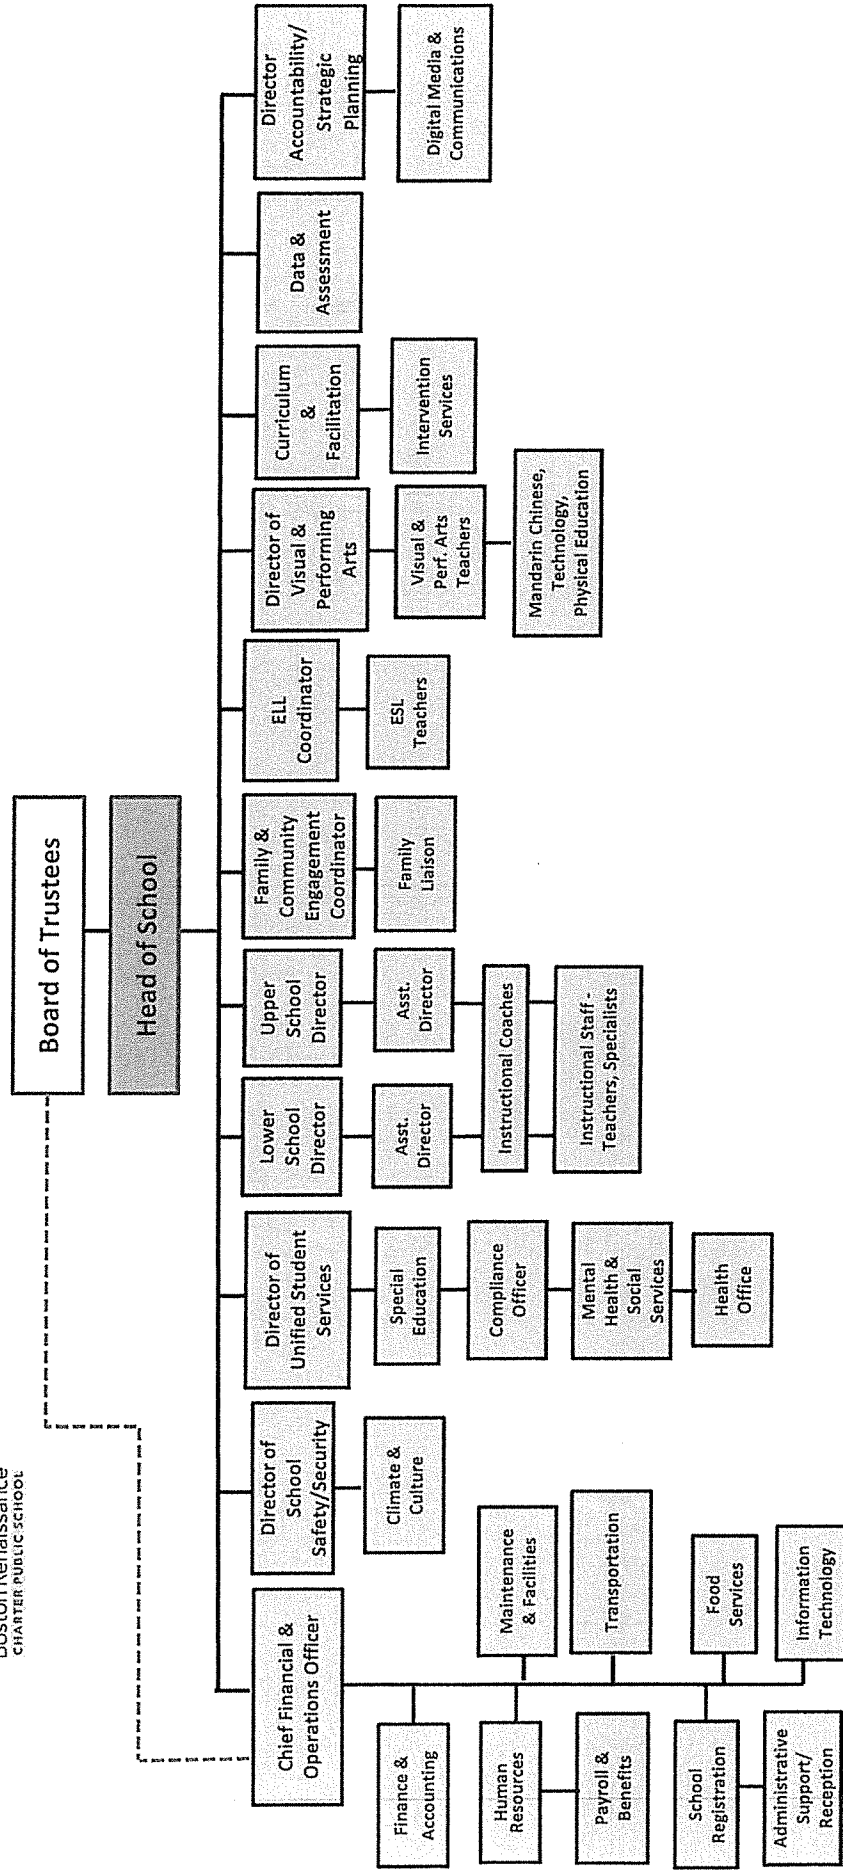 Boston Renaissance
CHARTER PUBLIC SCHOOL
Board of Trustees
Head of School
Chief Financial &
Operations Officer
Director of
School
Safety/Security
Director of
Unified Student
Services
Lower
School
Director
Upper
School
Director
Family &
Community
Engagement
Coordinator
ELL
Coordinator
Director of
Visual &
Performing
Arts
Curriculum
&
Facilitation
Data &
Assessment
Director
Accountability/
Strategic
Planning
Finance &
Accounting
Human
Resources
Payroll &
Benefits
School
Registration
Administrative
Support/
Reception
Maintenance
& Facilities
Transportation
Food
Services
Information
Technology
Climate &
Culture
Special
Education
Compliance
Officer
Mental
Health &
Social
Services
Health
Office
Asst.
Director
Asst.
Director
Instructional Coaches
Instructional Staff -
Teachers, Specialists
Family
Liaison
ESL
Teachers
Visual &
Perf. Arts
Teachers
Mandarin Chinese,
Technology,
Physical Education
Intervention
Services
Digital Media &
Communications